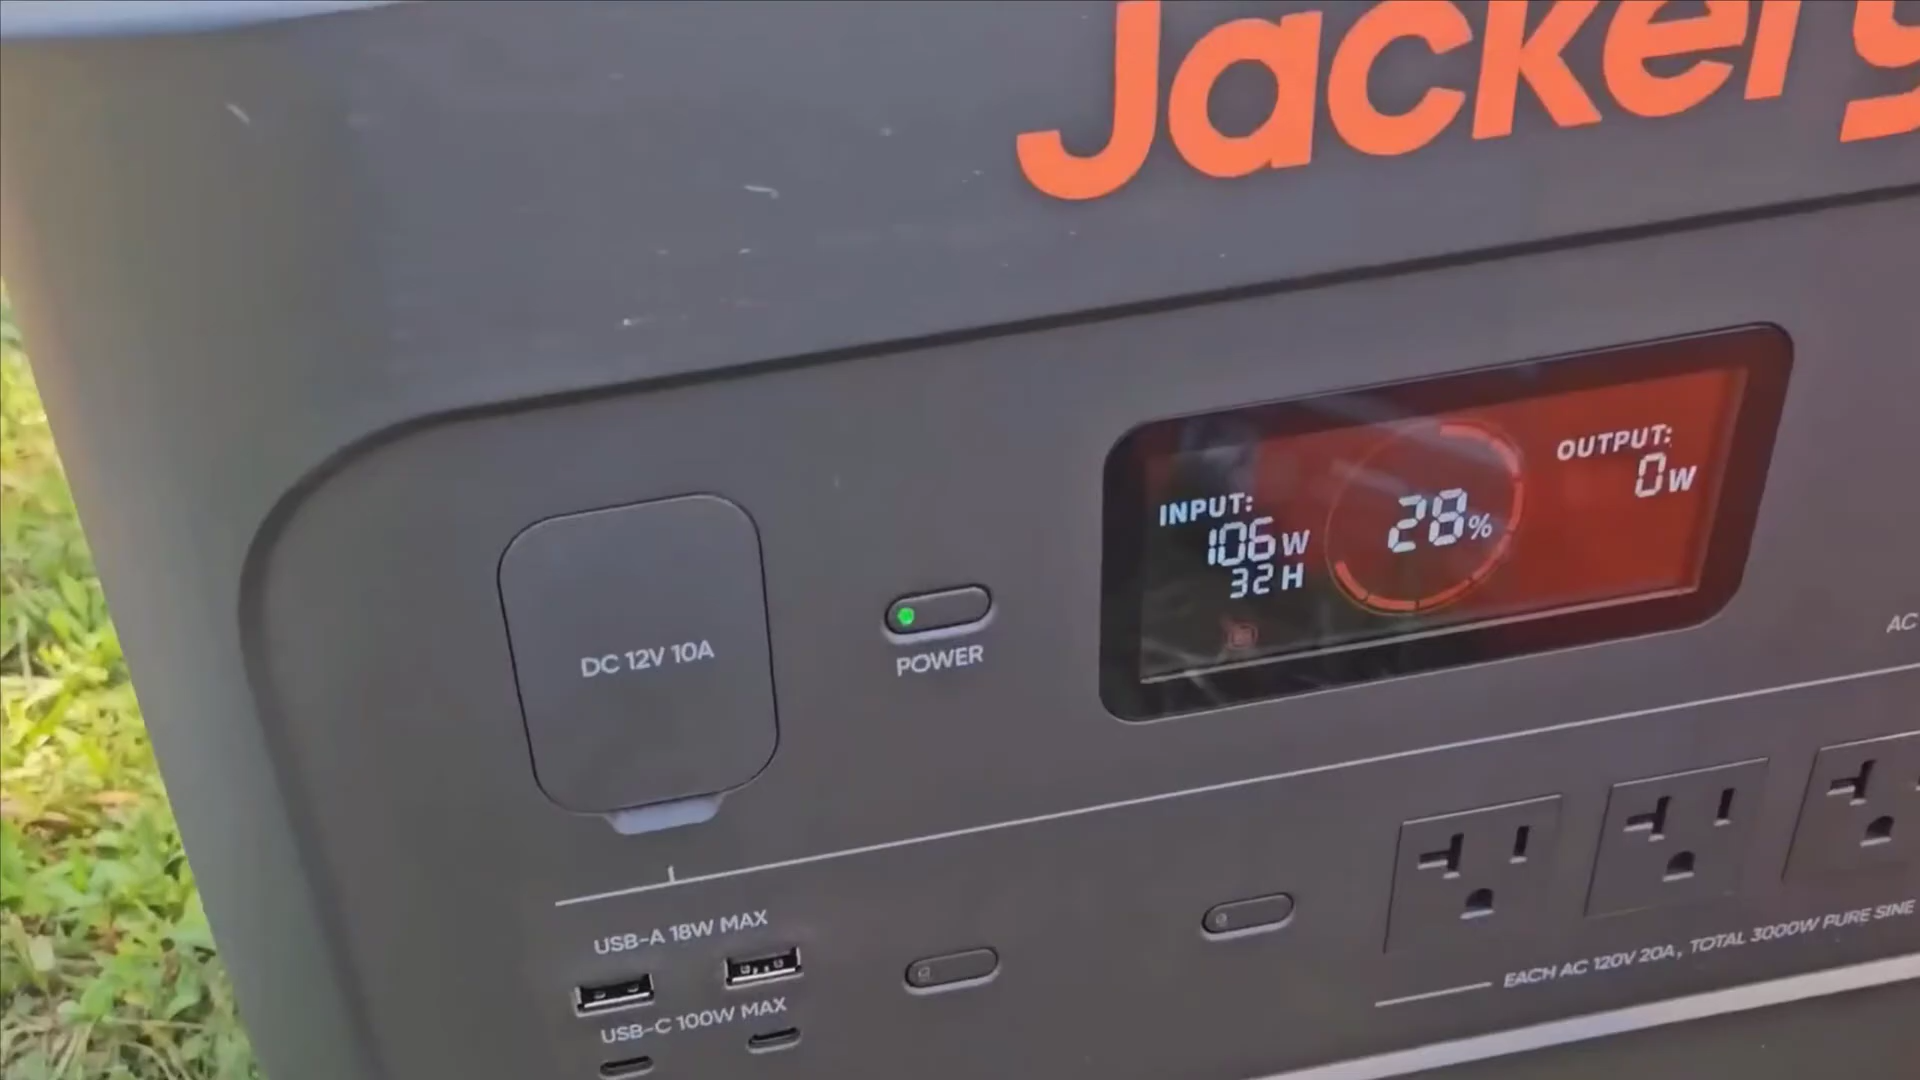 Jackery
INPUT:
106W
32H
28%
OUTPUT:
0W
DC 12V 10A
POWER
AC
USB-A 18W MAX
USB-C 100W MAX
EACH AC 120V 20A, TOTAL 3000W PURE SINE